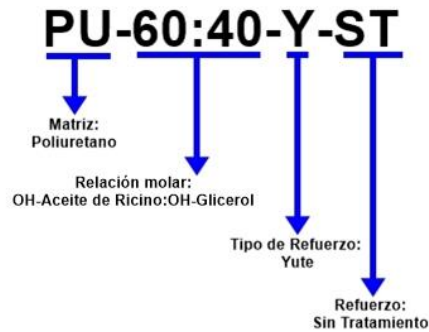 PU-60:40-Y-ST
Matriz:
Poliuretano
Relación molar:
OH-Aceite de Ricino:OH-Glicerol
Tipo de Refuerzo:
Yute
Refuerzo:
Sin Tratamiento